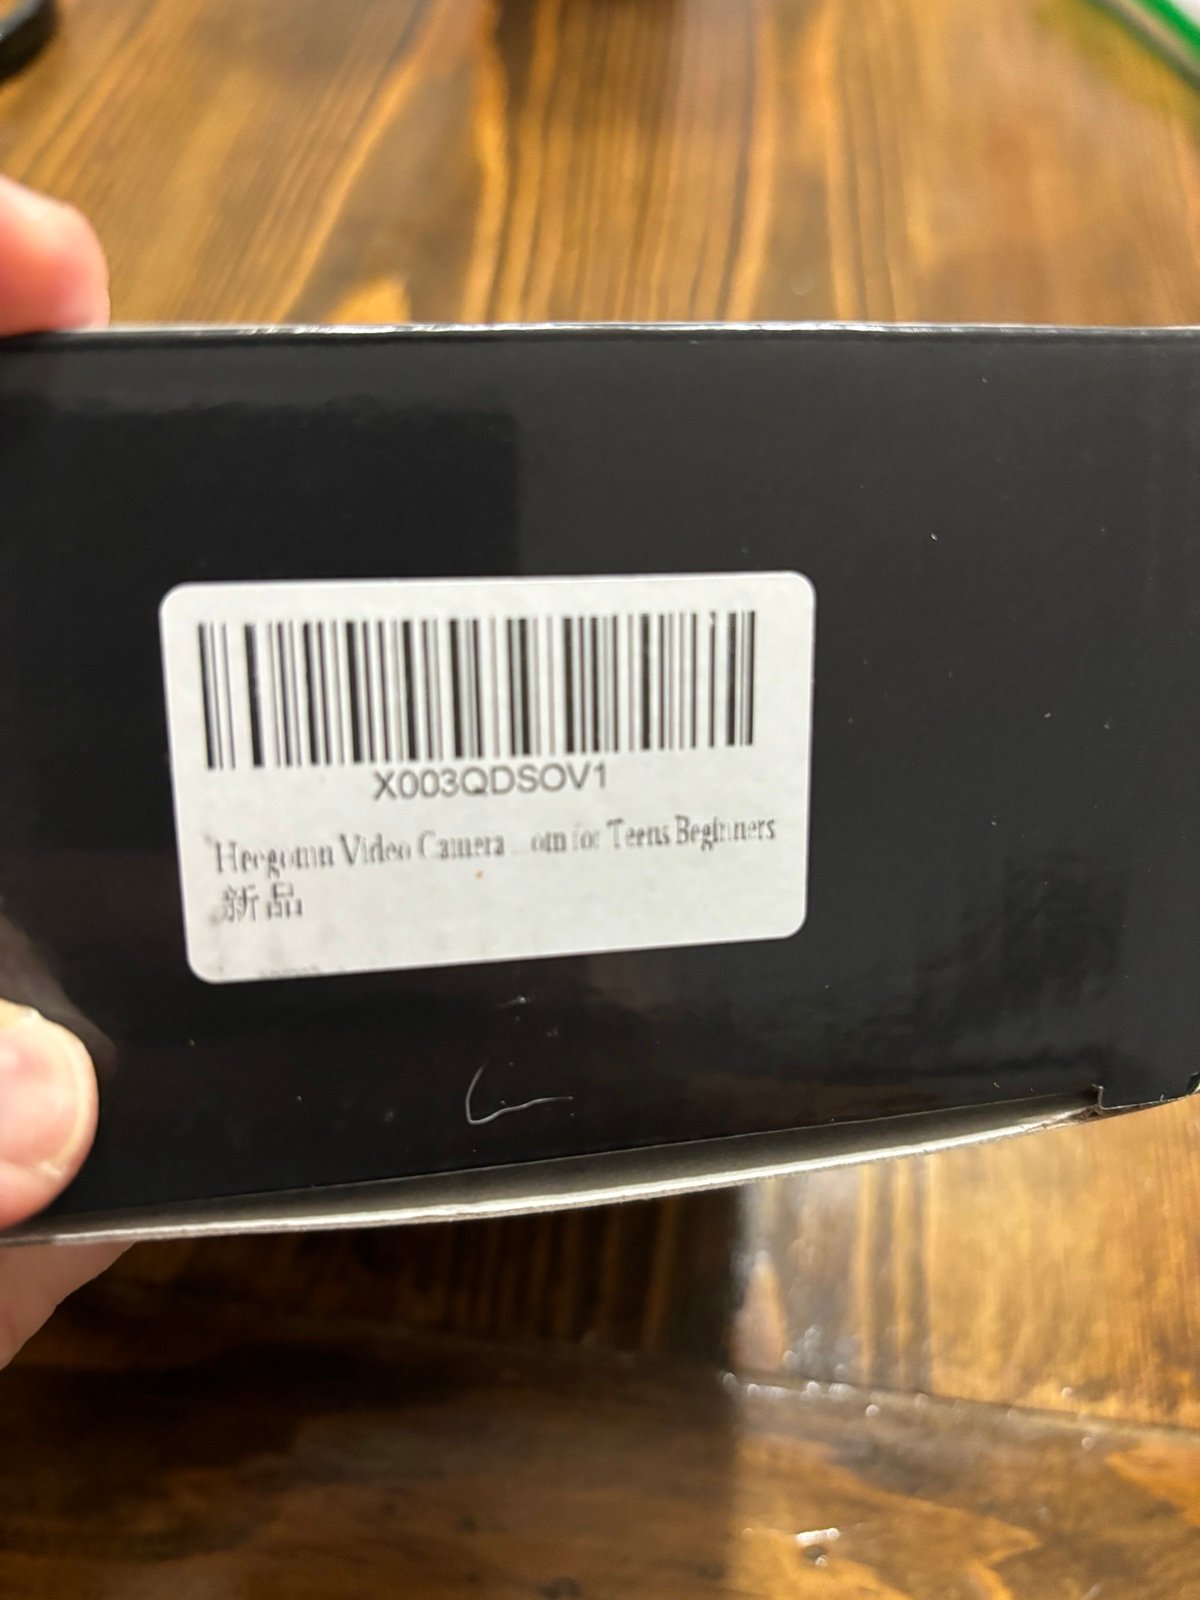 X003QDSOV1
Heegomn Video Camera ...om for Teens Beginners
新品